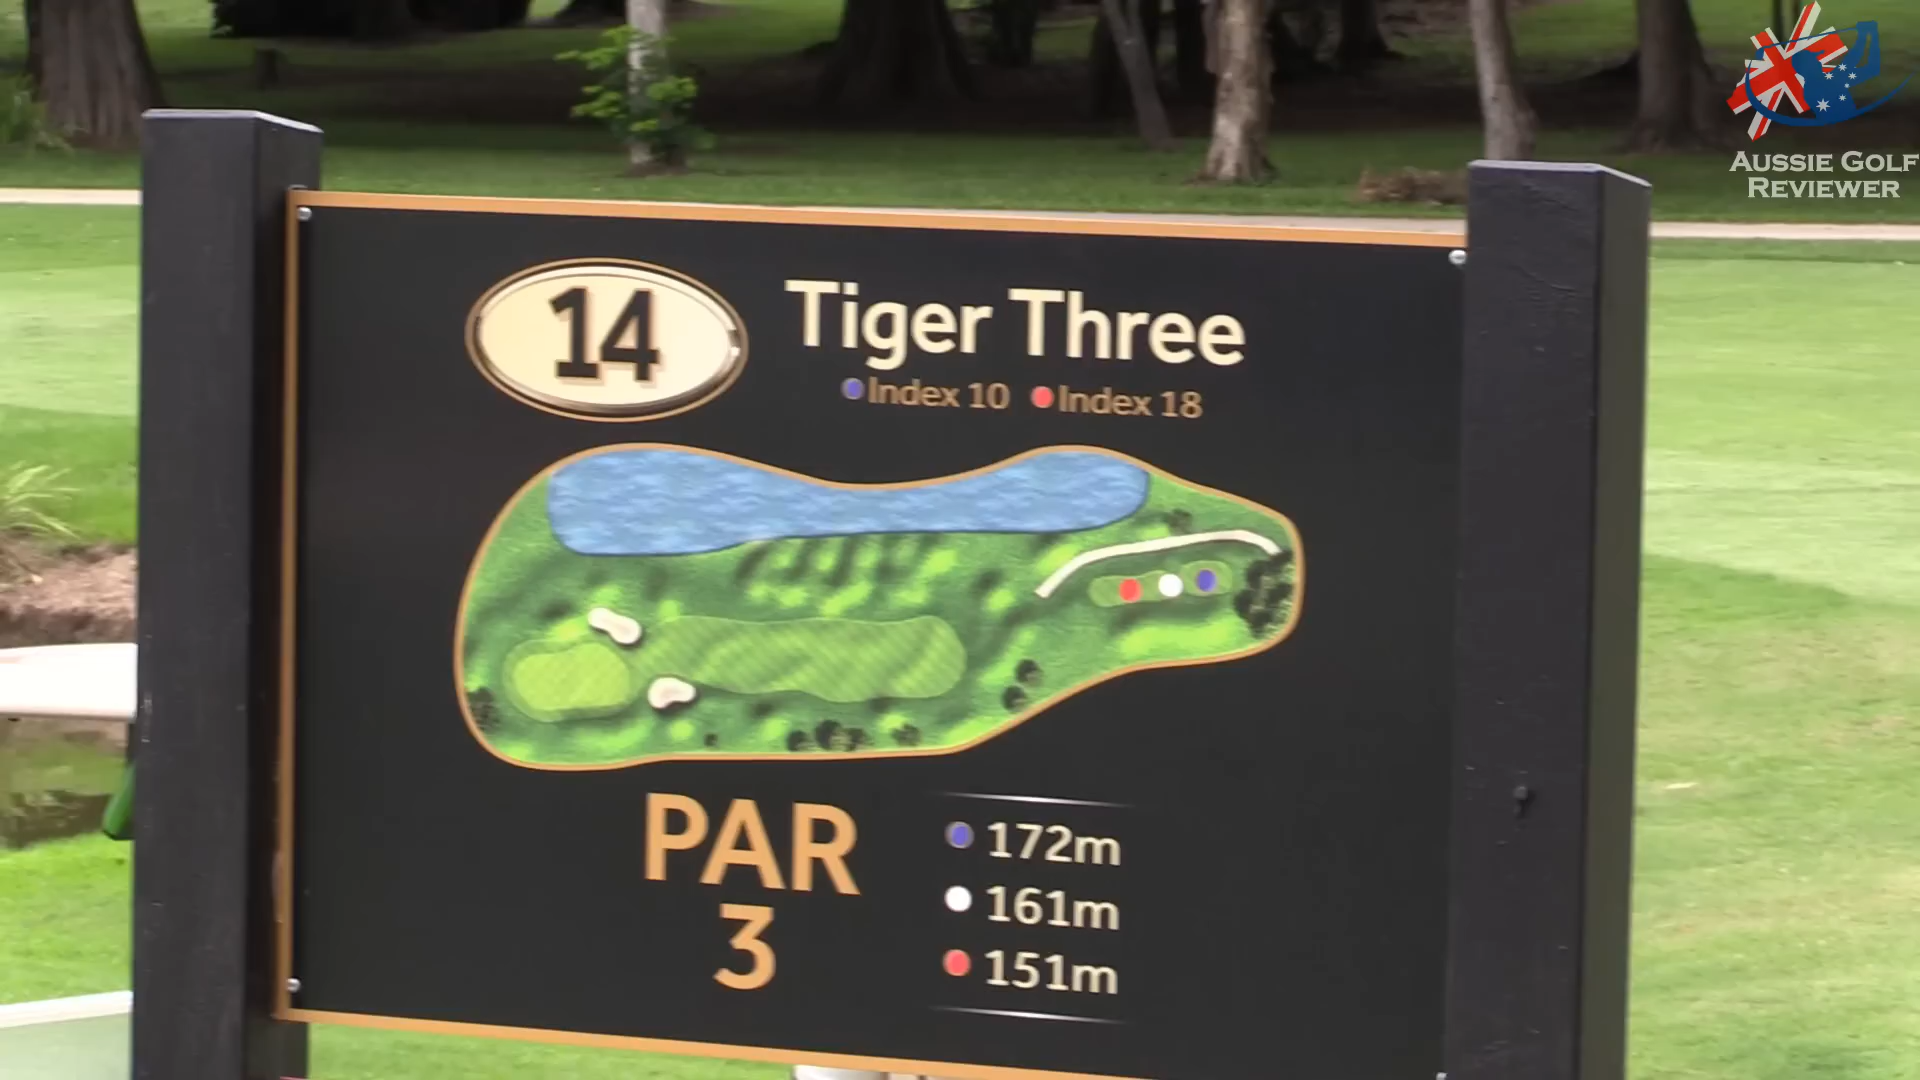 AUSSIE GOLF
REVIEWER
14
Tiger Three
Index 10 Index 18
PAR
3
172m
161m
151m